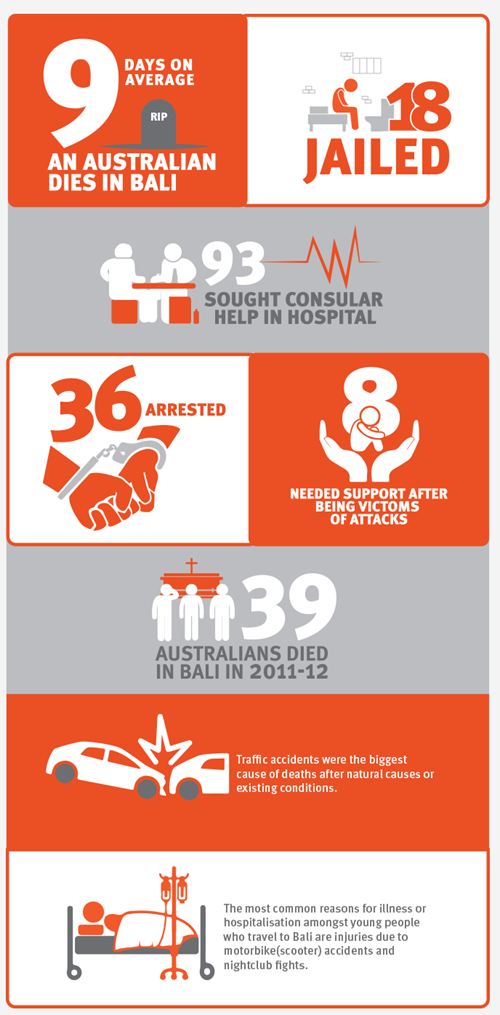 9 DAYS ON
AVERAGE
RIP
AN AUSTRALIAN
DIES IN BALI
18
JAILED
93
SOUGHT CONSULAR
HELP IN HOSPITAL
36 ARRESTED
8
NEEDED SUPPORT AFTER
BEING VICTOMS
OF ATTACKS
39
AUSTRALIANS DIED
IN BALI IN 2011-12
Traffic accidents were the biggest
cause of deaths after natural causes or
existing conditions.
The most common reasons for illness or
hospitalisation amongst young people
who travel to Bali are injuries due to
motorbike(scooter) accidents and
nightclub fights.